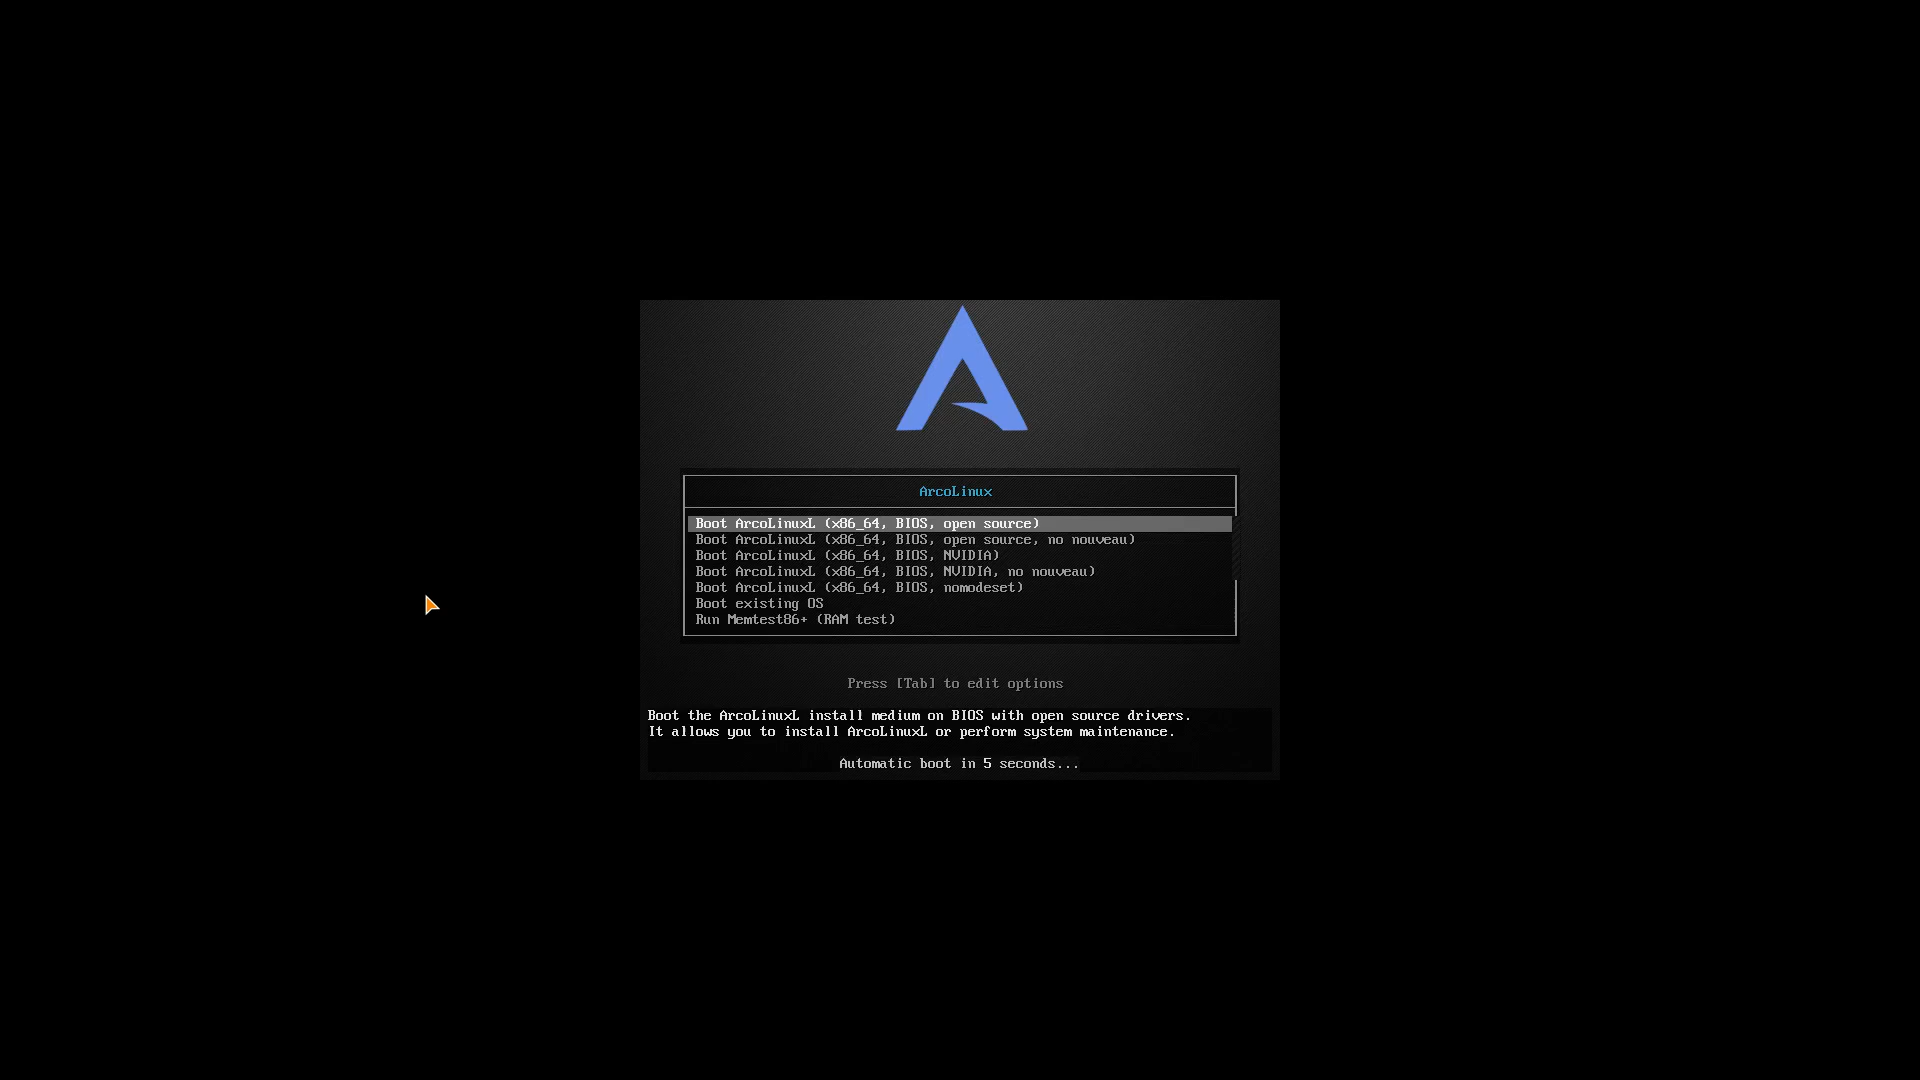 ArcoLinux
Boot ArcoLinuxL (x86_64, BIOS, open source)
Boot ArcoLinuxL (x86_64, BIOS, open source, no nouveau)
Boot ArcoLinuxL (x86_64, BIOS, NVIDIA)
Boot ArcoLinuxL (x86_64, BIOS, NVIDIA, no nouveau)
Boot ArcoLinuxL (x86_64, BIOS, nomodeset)
Boot existing OS
Run Memtest86+ (RAM test)
Press [Tab] to edit options
Boot the ArcoLinuxL install medium on BIOS with open source drivers.
It allows you to install ArcoLinuxL or perform system maintenance.
Automatic boot in 5 seconds...